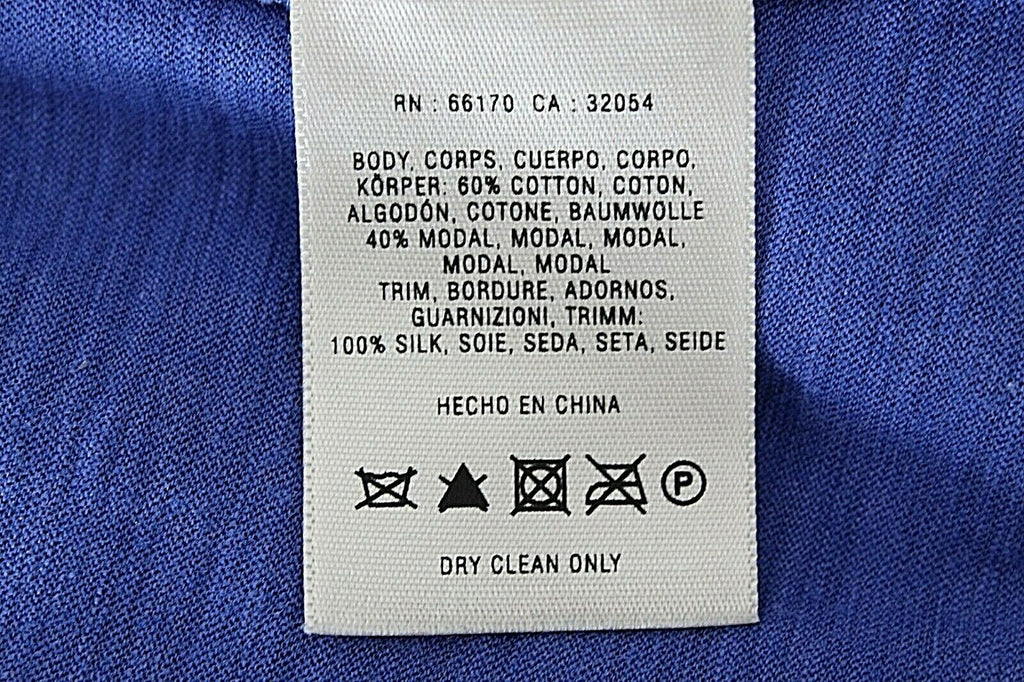 RN : 66170 CA : 32054
BODY, CORPS, CUERPO, CORPO,
KÖRPER: 60% COTTON, COTON,
ALGODÓN, COTONE, BAUMWOLLE
40% MODAL, MODAL, MODAL,
MODAL, MODAL
TRIM, BORDURE, ADORNOS,
GUARNIZIONI, TRIMM:
100% SILK, SOIE, SEDA, SETA, SEIDE
HECHO EN CHINA
P
DRY CLEAN ONLY